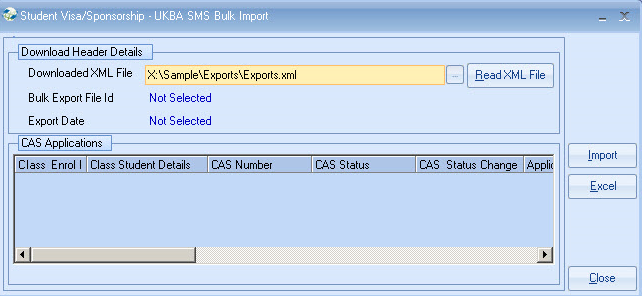 Student Visa/Sponsorship - UKBA SMS Bulk Import
Download Header Details
Downloaded XML File X:\Sample\Exports\Exports.xml ... Read XML File
Bulk Export File Id Not Selected
Export Date Not Selected
CAS Applications
Class Enrol I Class Student Details CAS Number CAS Status CAS Status Change Applic
Import
Excel
Close